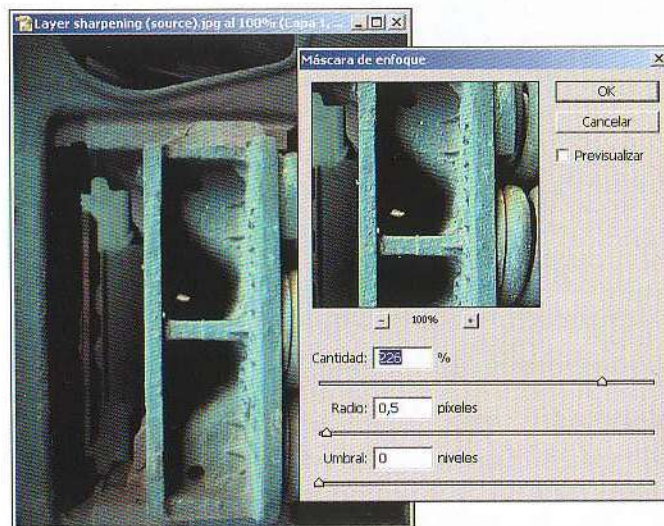 Layer sharpening (source).jpg al 100% (Capa 1, ...
Máscara de enfoque
OK
Cancelar
Previsualizar
100%
Cantidad: 226 %
Radio: 0,5 píxeles
Umbral: 0 niveles